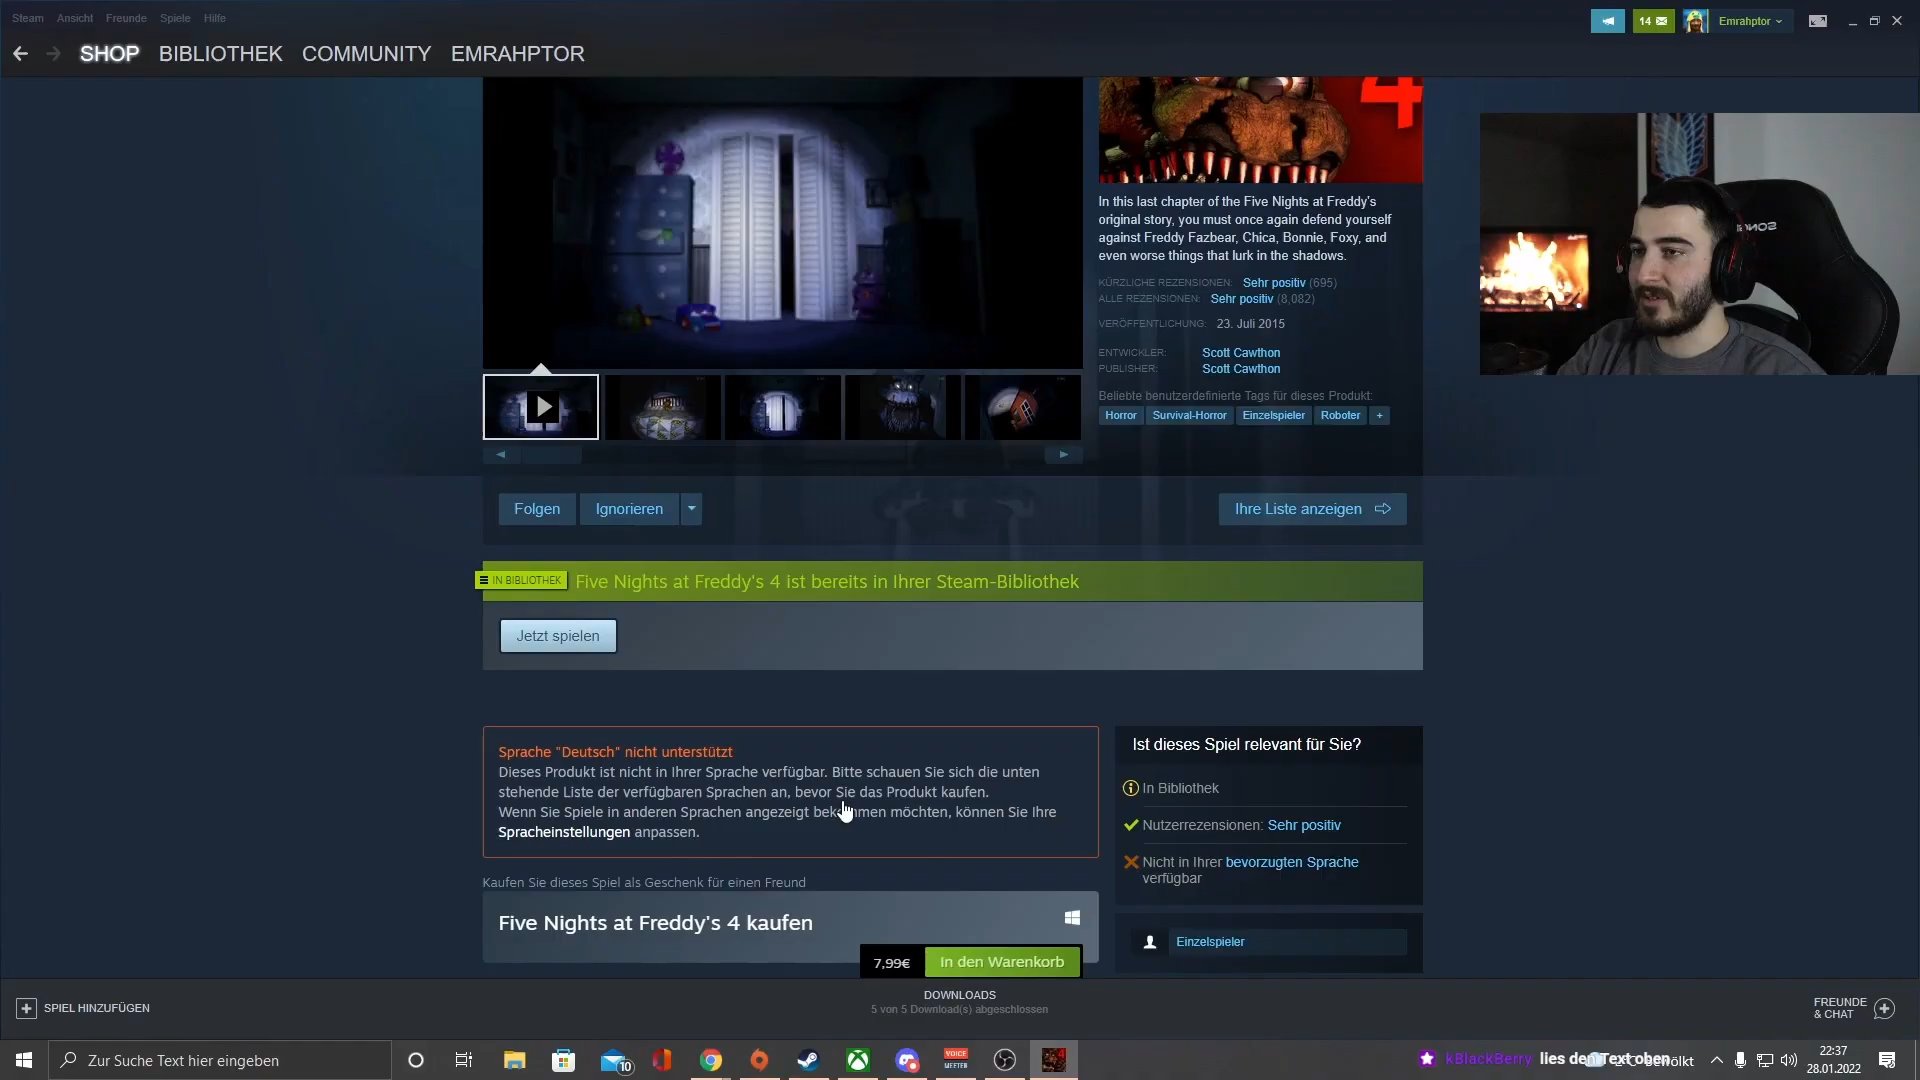 Steam Ansicht Freunde Spiele Hilfe
14
Emrahptor
SHOP BIBLIOTHEK COMMUNITY EMRAHPTOR
4
In this last chapter of the Five Nights at Freddy's
original story, you must once again defend yourself
against Freddy Fazbear, Chica, Bonnie, Foxy, and
even worse things that lurk in the shadows.
KÜRZLICHE REZENSIONEN: Sehr positiv (695)
ALLE REZENSIONEN: Sehr positiv (8,082)
VERÖFFENTLICHUNG: 23. Juli 2015
ENTWICKLER: Scott Cawthon
PUBLISHER: Scott Cawthon
Beliebte benutzerdefinierte Tags für dieses Produkt:
Horror Survival-Horror Einzelspieler Roboter +
Folgen Ignorieren Ihre Liste anzeigen
IN BIBLIOTHEK Five Nights at Freddy's 4 ist bereits in Ihrer Steam-Bibliothek
Jetzt spielen
Sprache "Deutsch" nicht unterstützt
Dieses Produkt ist nicht in Ihrer Sprache verfügbar. Bitte schauen Sie sich die unten
stehende Liste der verfügbaren Sprachen an, bevor Sie das Produkt kaufen.
Wenn Sie Spiele in anderen Sprachen angezeigt bekommen möchten, können Sie Ihre
Spracheinstellungen anpassen.
Ist dieses Spiel relevant für Sie?
In Bibliothek
Nutzerrezensionen: Sehr positiv
Nicht in Ihrer bevorzugten Sprache
verfügbar
Kaufen Sie dieses Spiel als Geschenk für einen Freund
Five Nights at Freddy's 4 kaufen
7,99€ In den Warenkorb
Einzelspieler
SPIEL HINZUFÜGEN
DOWNLOADS
5 von 5 Download(s) abgeschlossen
FREUNDE
& CHAT
Zur Suche Text hier eingeben
10
VOICE
MEETER
kBlackBerry lies den Text oben
bewölkt
22:37
28.01.2022